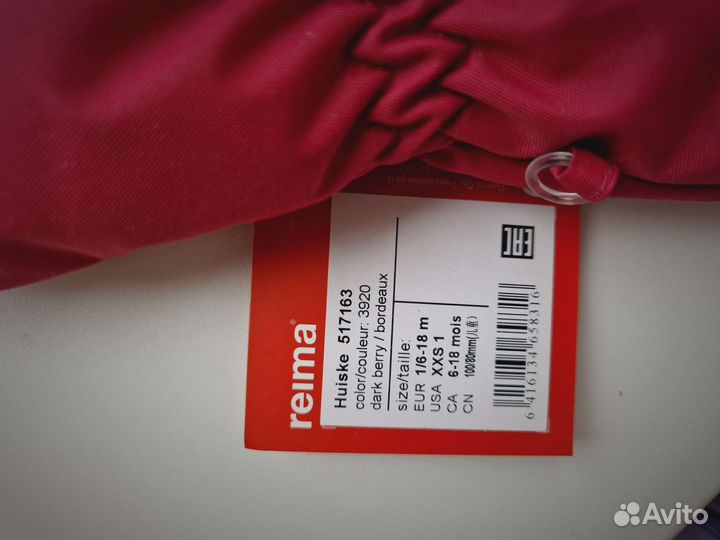 reima
Huiske 517163
color/couleur: 3920
dark berry / bordeaux
size/taille:
EUR 1/6-18 m
USA XXS 1
CA 6-18 mois
CN 100/80mm(儿童)
6 416134 658316
Avito